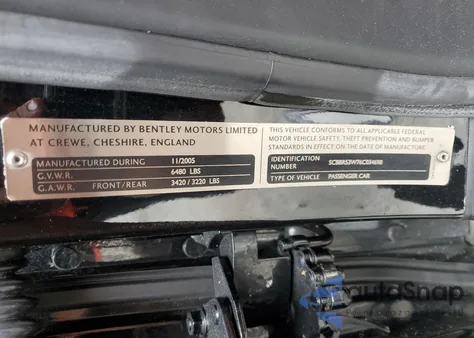 MANUFACTURED BY BENTLEY MOTORS LIMITED
AT CREWE, CHESHIRE, ENGLAND
MANUFACTURED DURING 11/2005
G.V.W.R. 6480 LBS
G.A.W.R. FRONT/REAR 3420 / 3220 LBS
THIS VEHICLE CONFORMS TO ALL APPLICABLE FEDERAL
MOTOR VEHICLE SAFETY, THEFT PREVENTION AND BUMPER
STANDARDS IN EFFECT ON THE DATE OF MANUFACTURE
IDENTIFICATION
NUMBER
TYPE OF VEHICLE PASSENGER CAR
autoSnap